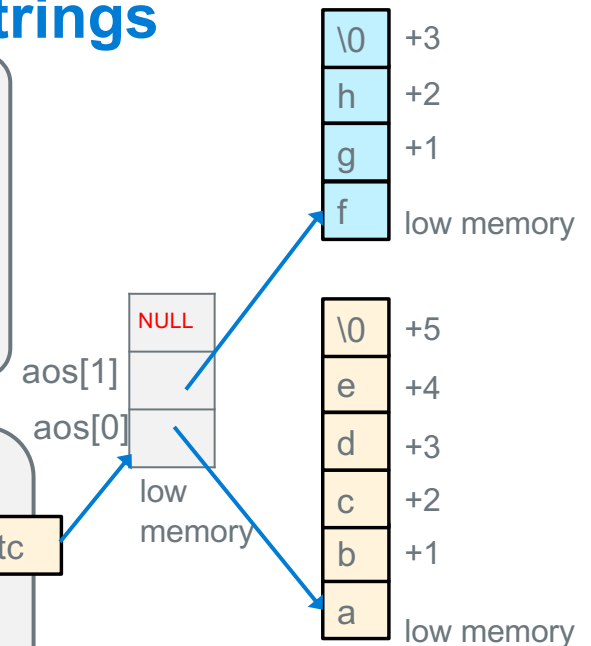 trings
\0 +3
h +2
g +1
f low memory
NULL
aos[1]
aos[0]
low
memory
tc
\0 +5
e +4
d +3
c +2
b +1
a low memory